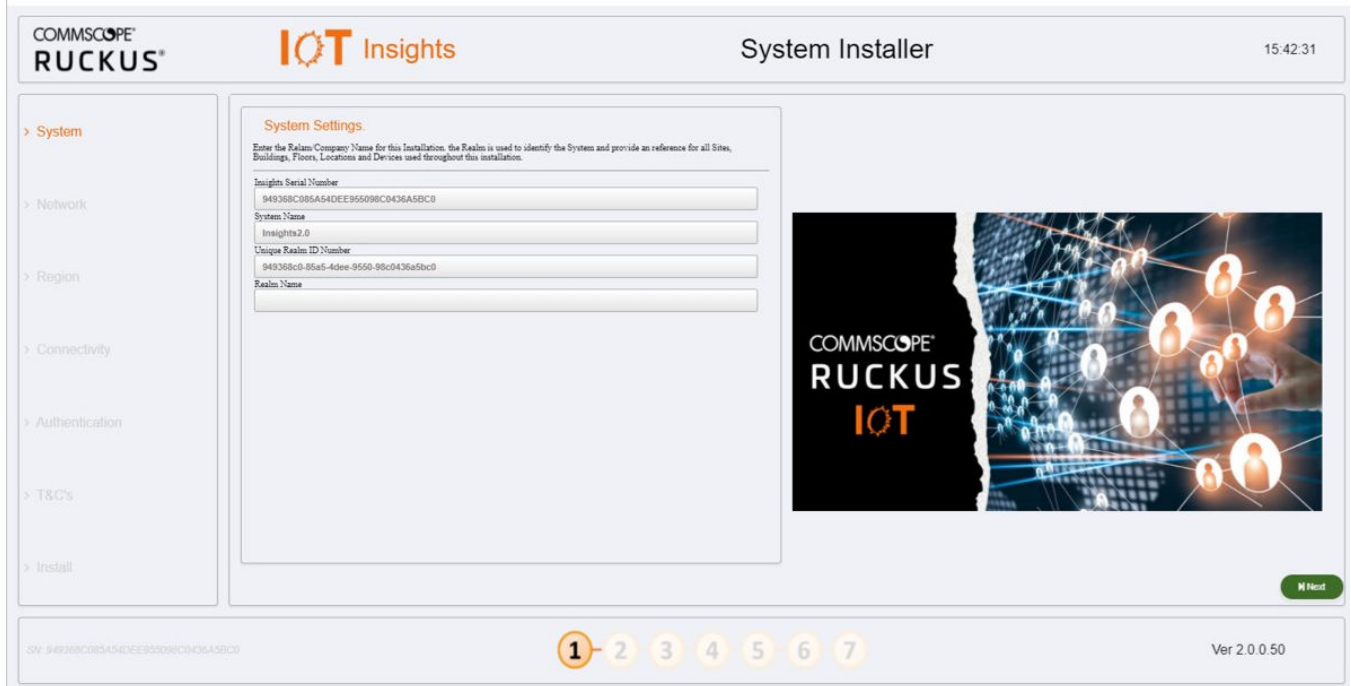 COMMSCOPE®
RUCKUS®
IOT Insights
System Installer
15:42:31
> System
> Network
> Region
> Connectivity
> Authentication
> T&C's
> Install
System Settings.
Enter the Relam/Company Name for this Installation. the Realm is used to identify the System and provide an reference for all Sites,
Buildings, Floors, Locations and Devices used throughout this installation.
Insights Serial Number
949368C085A54DEE955098C0436A5BC0
System Name
Insights2.0
Unique Realm ID Number
949368c0-85a5-4dee-9550-98c0436a5bc0
Realm Name
COMMSCOPE®
RUCKUS
IOT
Next
SN: 949368C085A54DEE955098C0436A5BC0
1 2 3 4 5 6 7
Ver 2.0.0.50